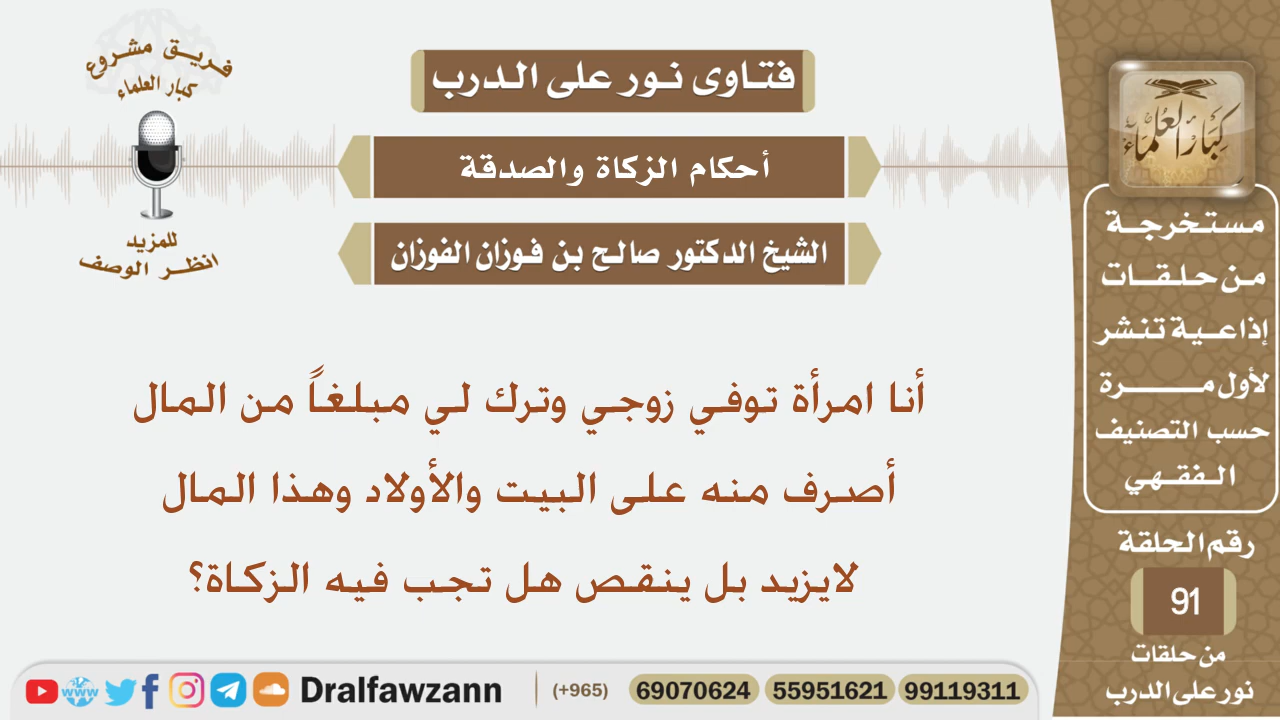 فريق مشروع
كبار العلماء
للمزيد
انظر الوصف
فتاوى نور على الدرب
أحكام الزكاة والصدقة
الشيخ الدكتور صالح بن فوزان الفوزان
أنا امرأة توفي زوجي وترك لي مبلغاً من المال
أصرف منه على البيت والأولاد وهذا المال
لايزيد بل ينقص هل تجب فيه الزكاة؟
كبار العلماء
مستخرجة
من حلقات
إذاعية تنشر
لأول مرة
حسب التصنيف
الفقهي
رقم الحلقة
91
من حلقات
نور على الدرب
www Dralfawzann (+965) 69070624 55951621 99119311